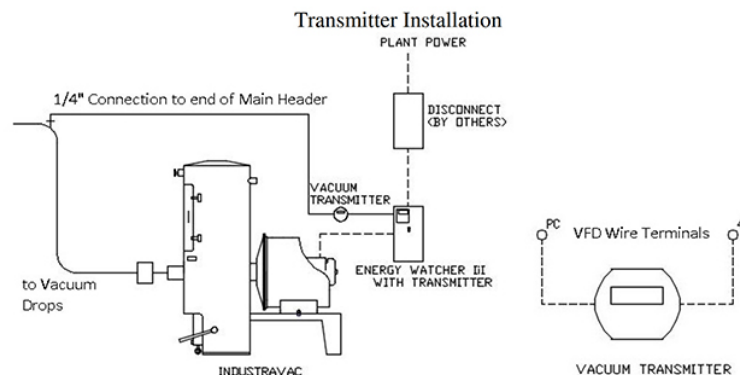 Transmitter Installation
PLANT POWER
1/4" Connection to end of Main Header
DISCONNECT
(BY OTHERS)
VACUUM
TRANSMITTER
PC
VFD Wire Terminals
ENERGY WATCHER DI
WITH TRANSMITTER
to Vacuum
Drops
INDUSTRAVAC
VACUUM TRANSMITTER